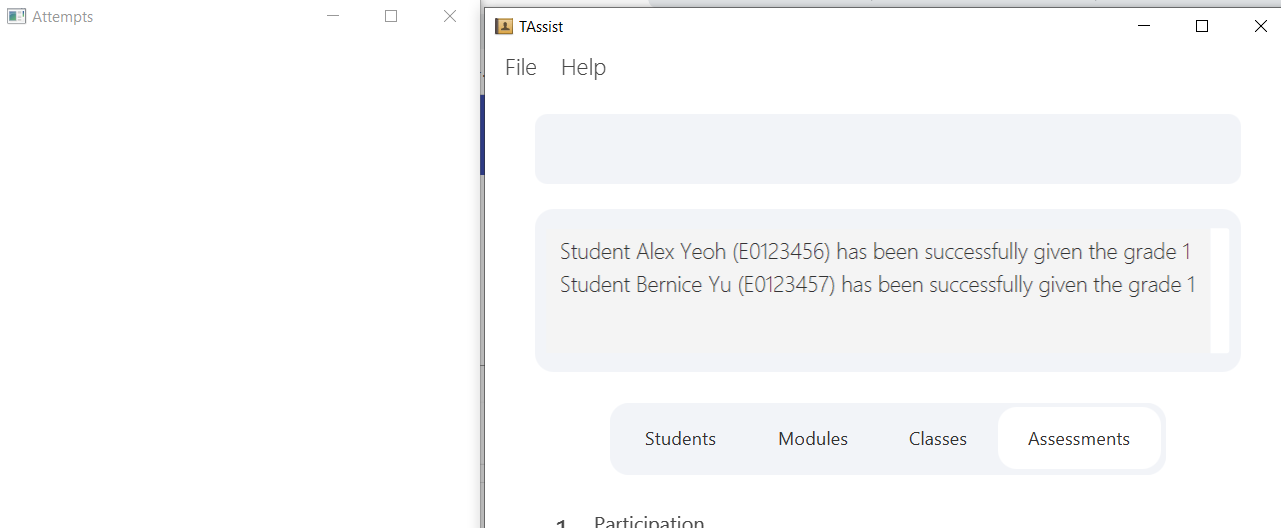 Attempts
TAssist
File Help
Student Alex Yeoh (E0123456) has been successfully given the grade 1
Student Bernice Yu (E0123457) has been successfully given the grade 1
Students Modules Classes Assessments
1 Participation